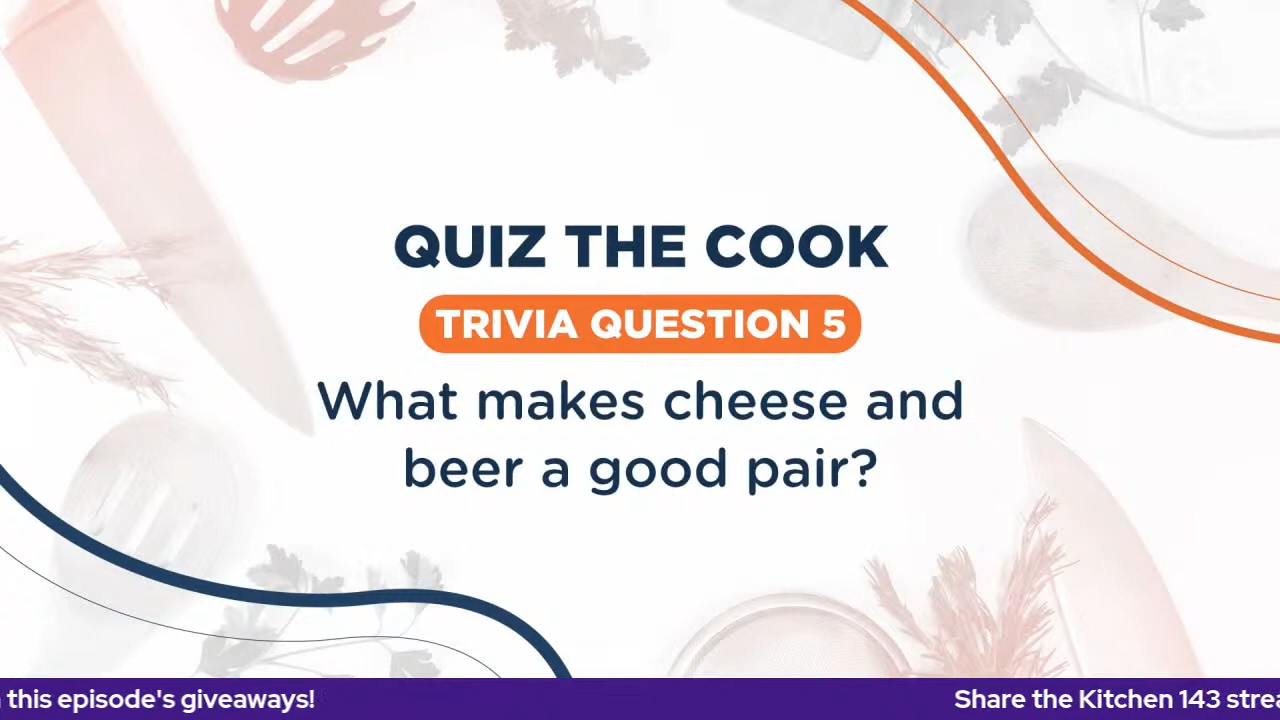 QUIZ THE COOK
TRIVIA QUESTION 5
What makes cheese and
beer a good pair?
this episode's giveaways!
Share the Kitchen 143